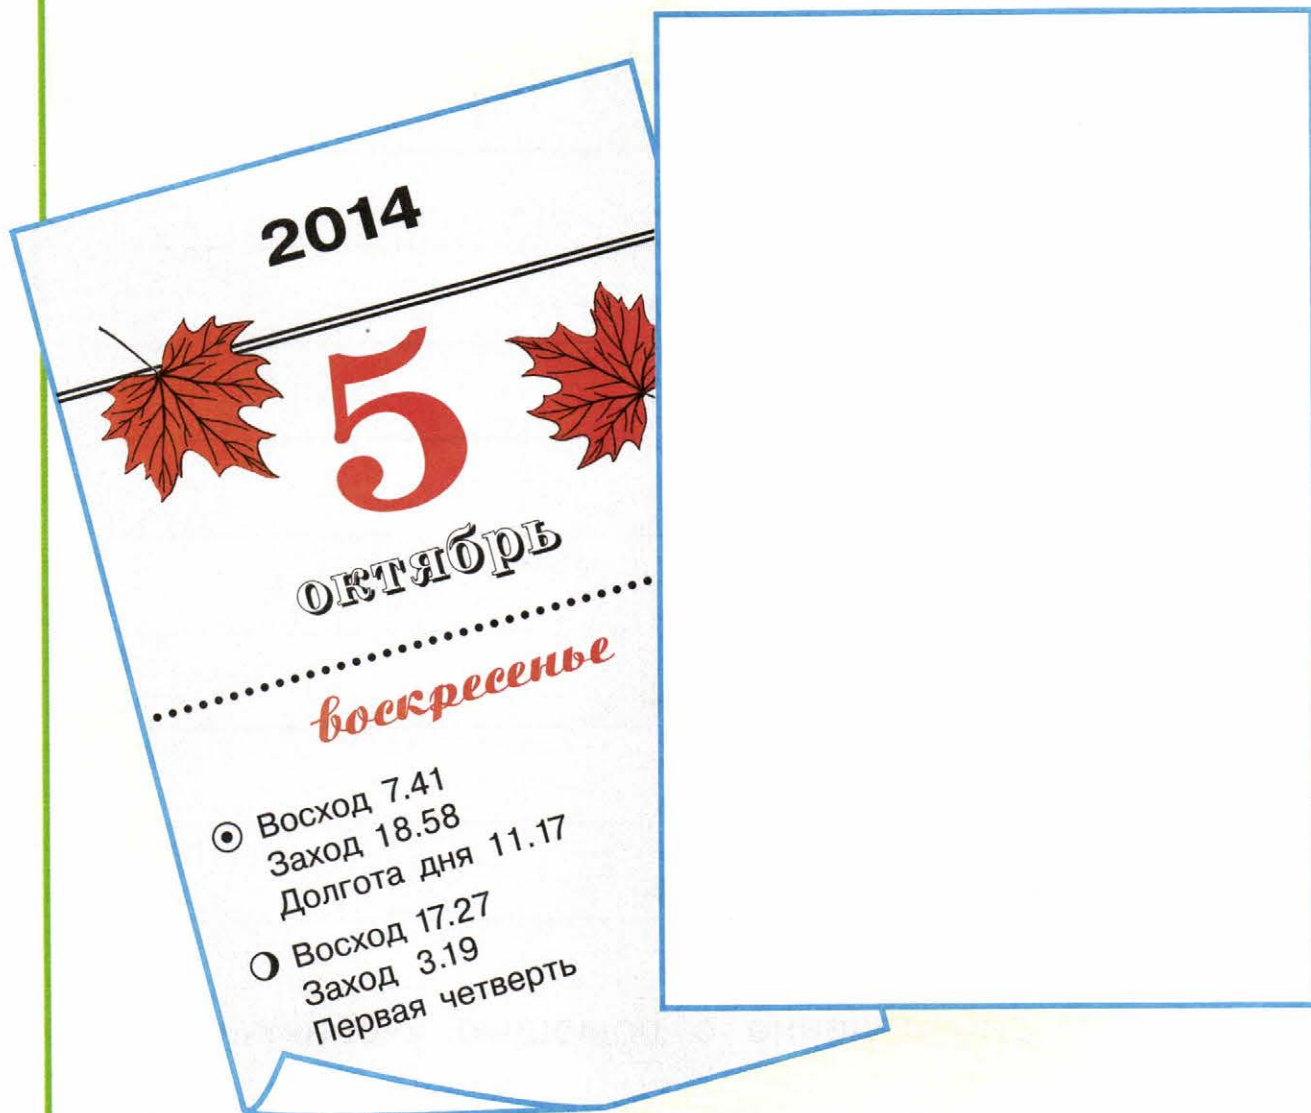 2014
5
октябрь
воскресенье
Восход 7.41
Заход 18.58
Долгота дня 11.17
Восход 17.27
Заход 3.19
Первая четверть